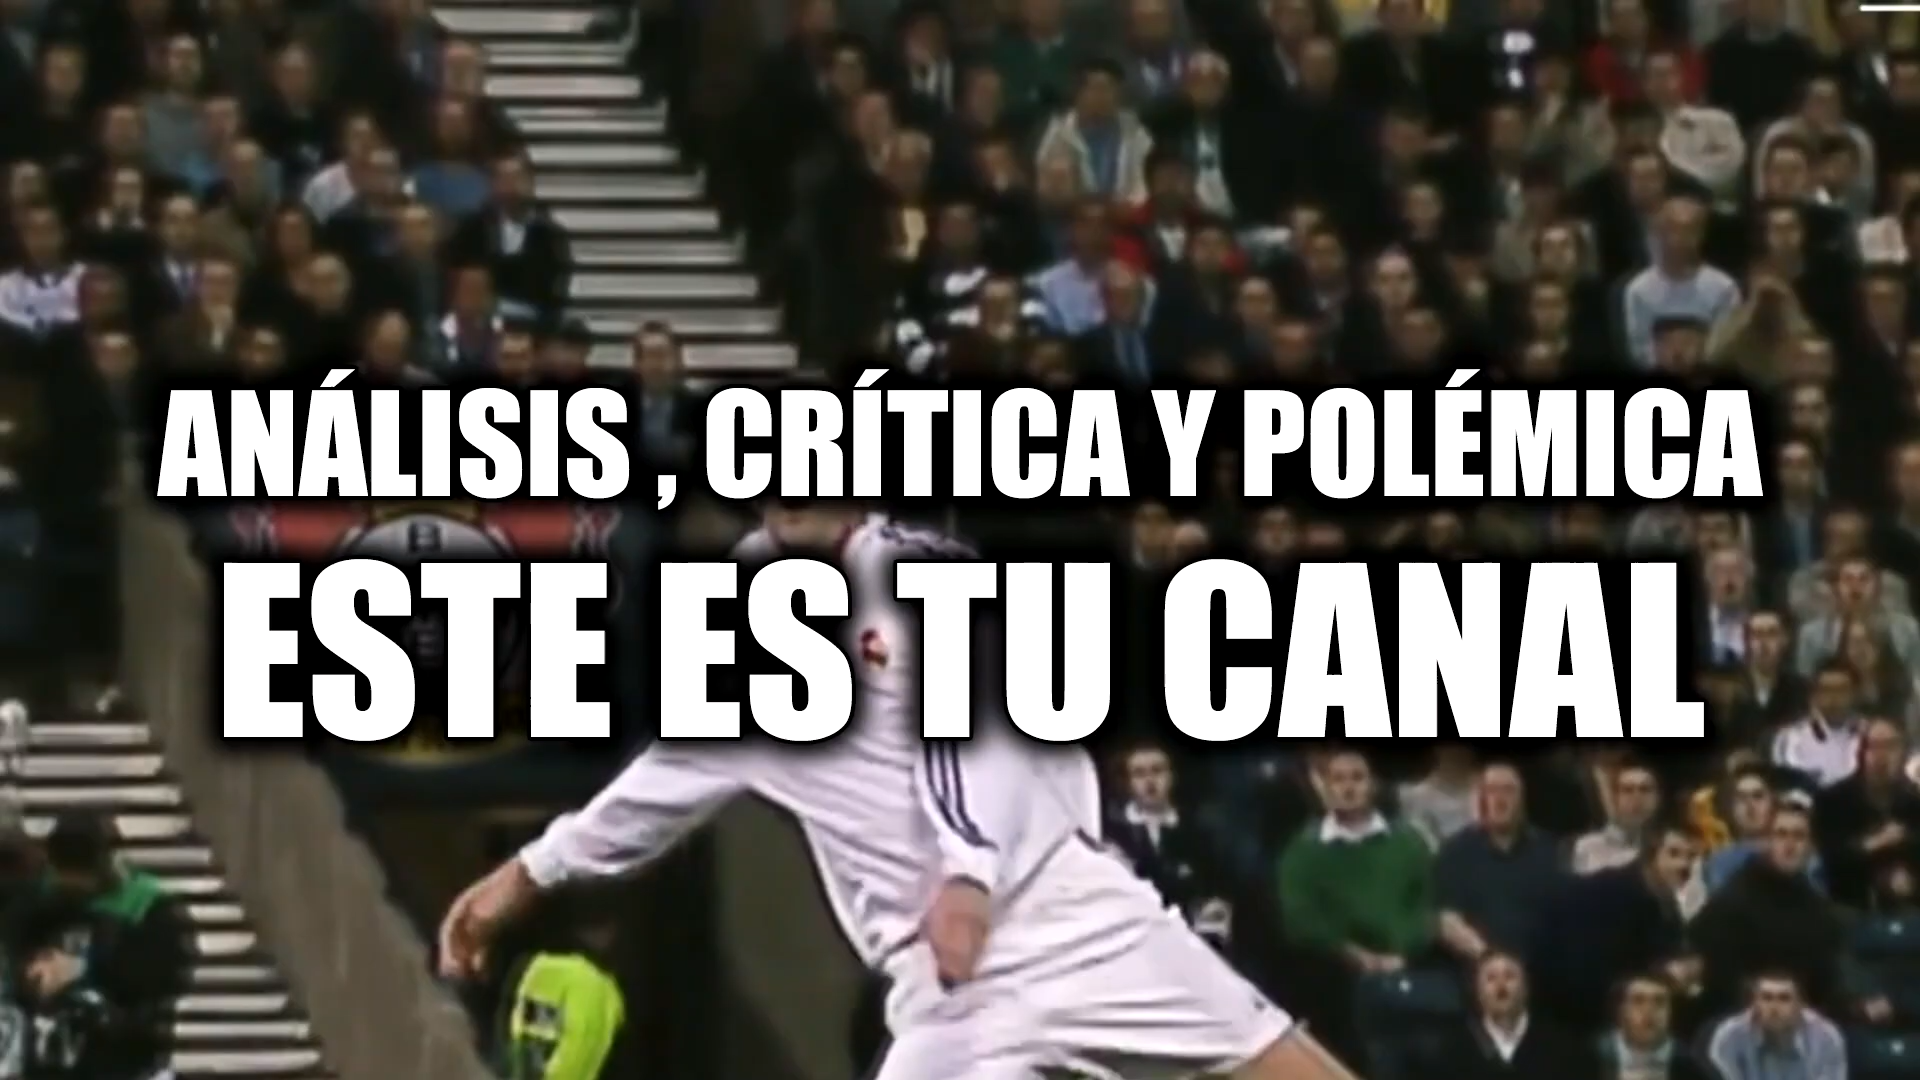 ANÁLISIS , CRÍTICA Y POLÉMICA
ESTE ES TU CANAL